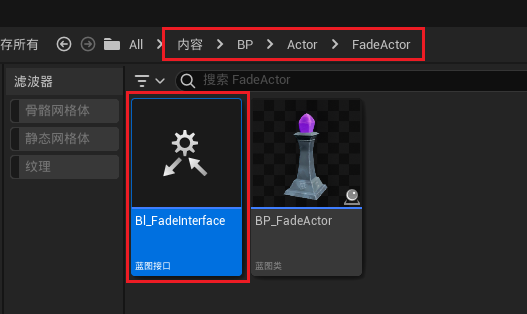 存所有
All
内容
BP
Actor
FadeActor
滤波器
搜索 FadeActor
骨骼网格体
静态网格体
纹理
BI_FadeInterface
蓝图接口
BP_FadeActor
蓝图类